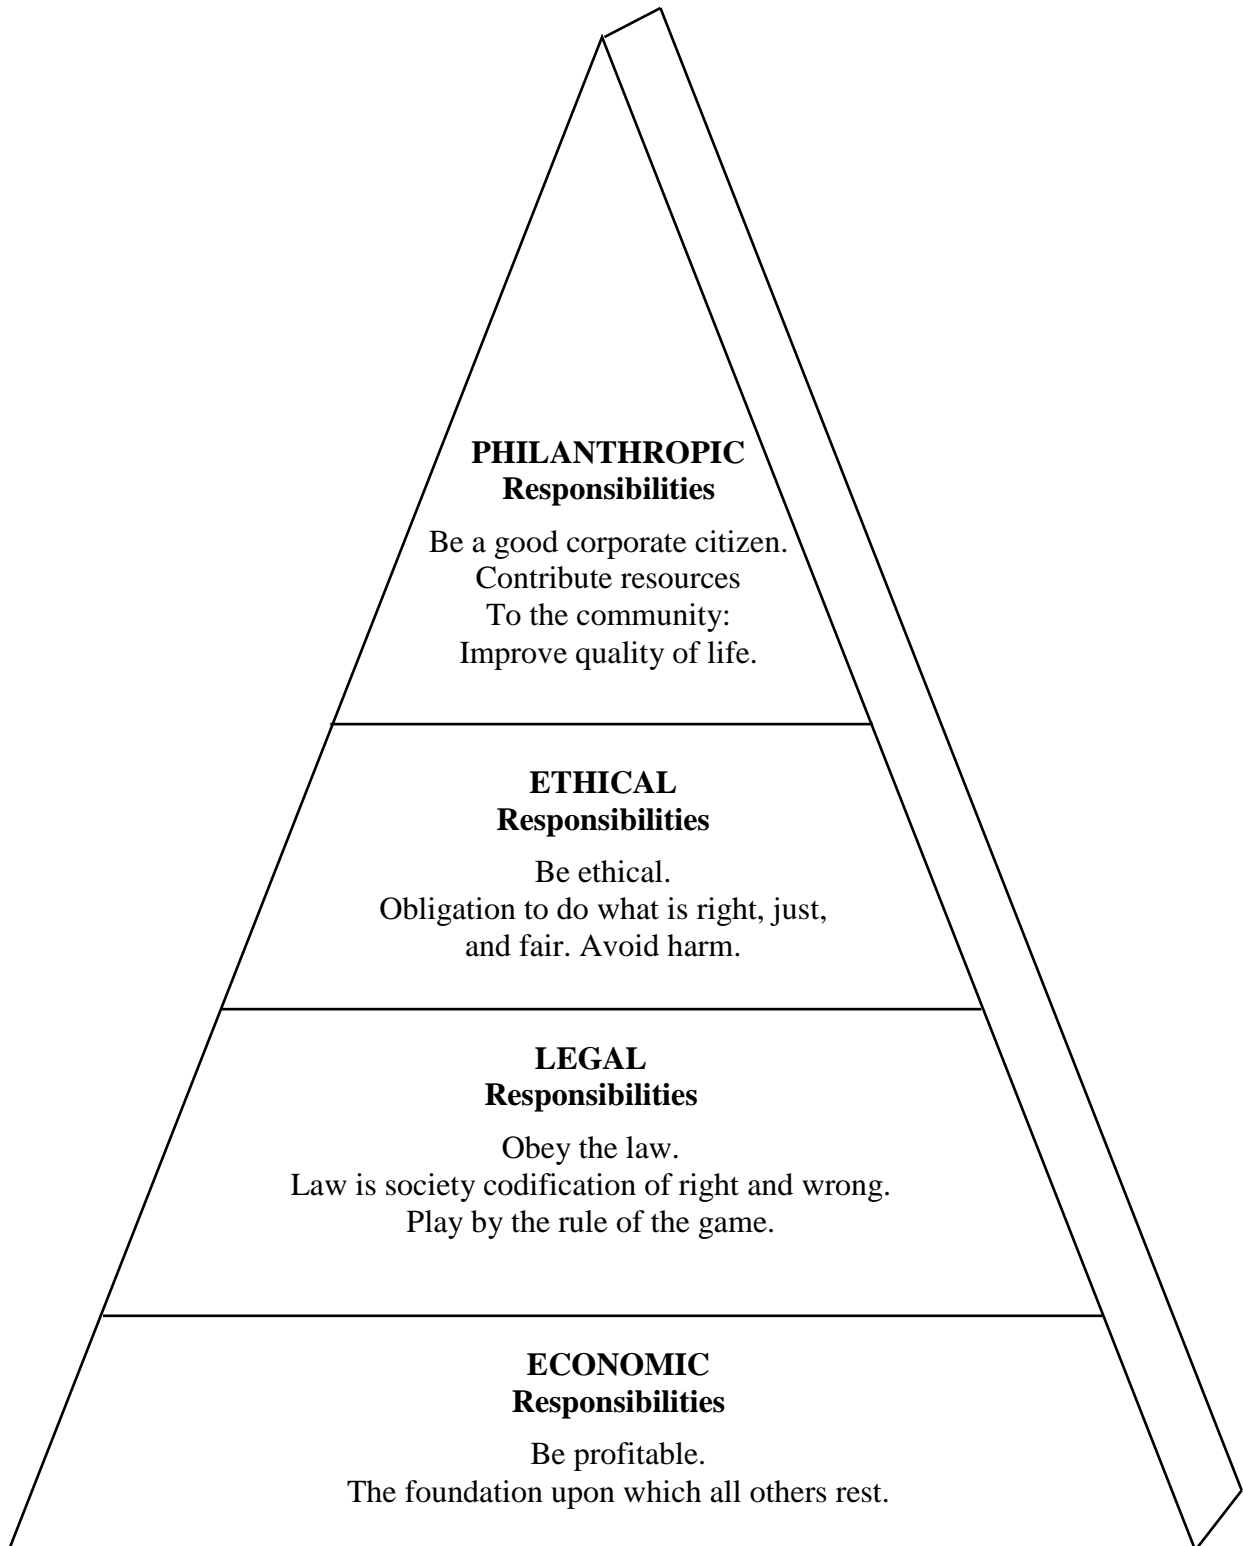 PHILANTHROPIC
Responsibilities
Be a good corporate citizen.
Contribute resources
To the community:
Improve quality of life.
ETHICAL
Responsibilities
Be ethical.
Obligation to do what is right, just,
and fair. Avoid harm.
LEGAL
Responsibilities
Obey the law.
Law is society codification of right and wrong.
Play by the rule of the game.
ECONOMIC
Responsibilities
Be profitable.
The foundation upon which all others rest.